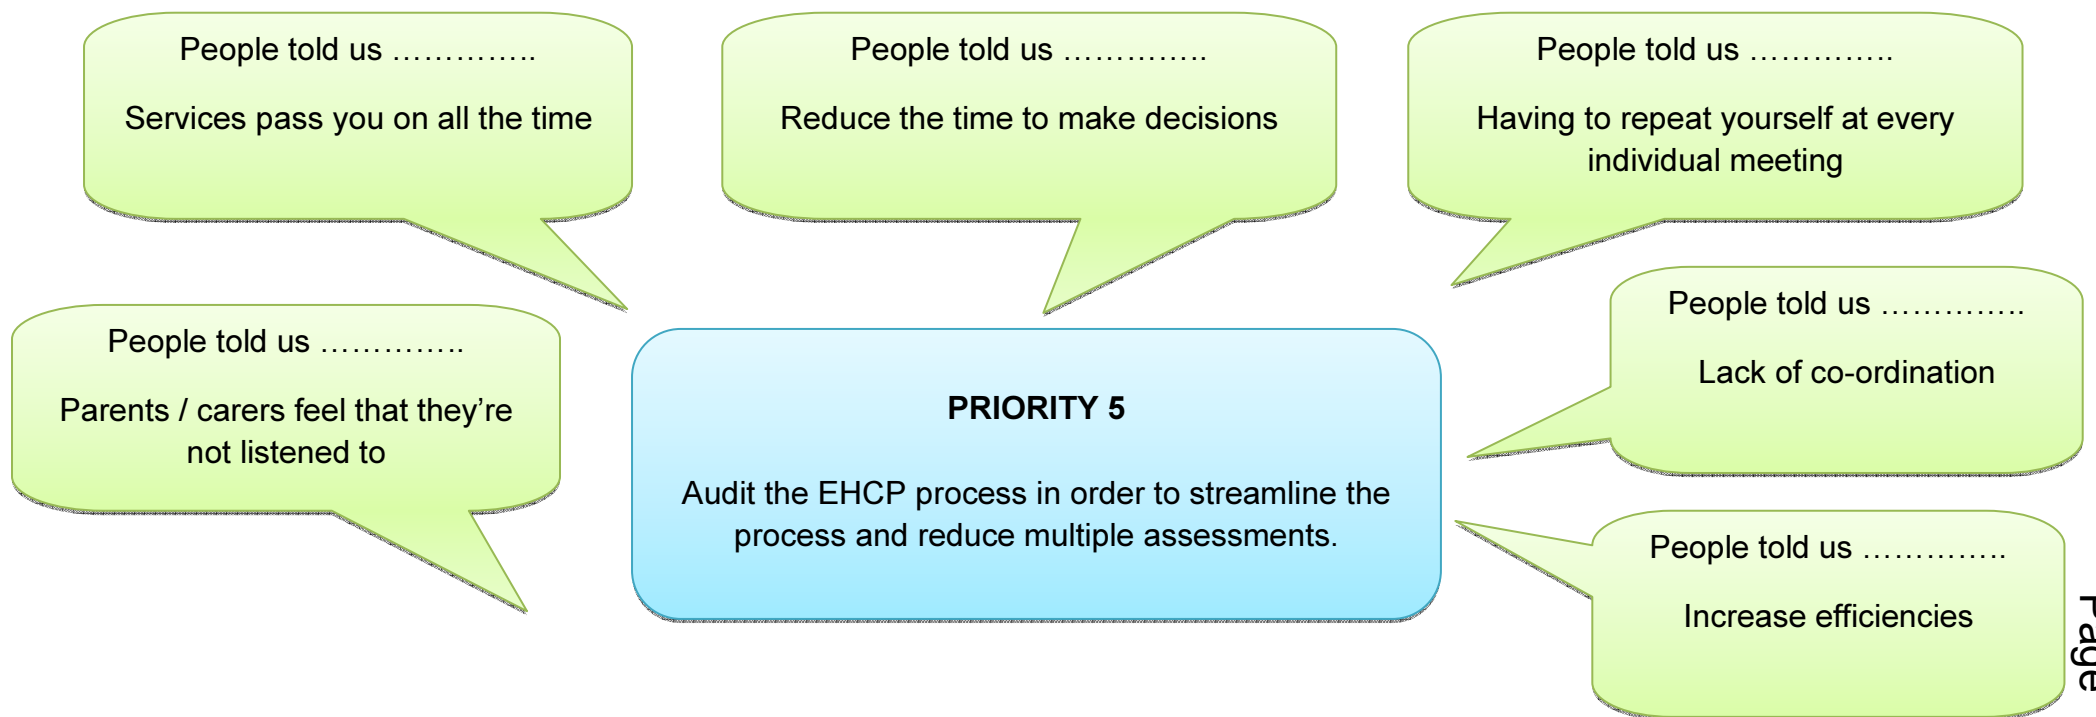 People told us …………..
Services pass you on all the time
People told us …………..
Reduce the time to make decisions
People told us …………..
Having to repeat yourself at every
individual meeting
People told us …………..
Parents / carers feel that they’re
not listened to
PRIORITY 5
Audit the EHCP process in order to streamline the
process and reduce multiple assessments.
People told us …………..
Lack of co-ordination
People told us …………..
Increase efficiencies
Page